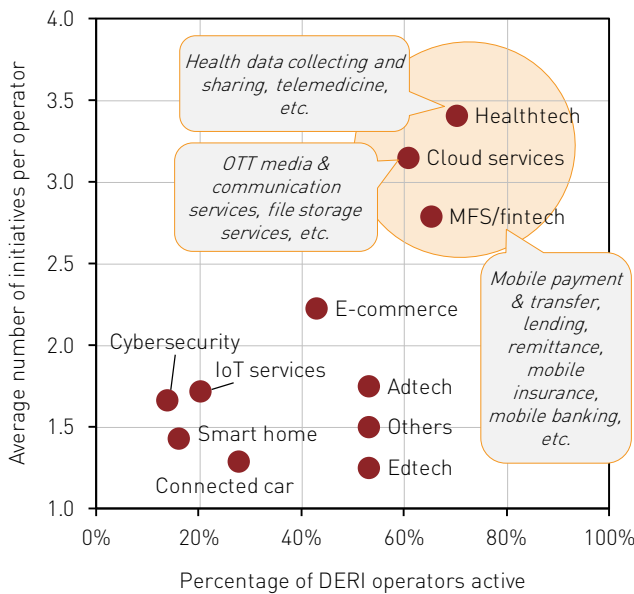 Average number of initiatives per operator
4.0
3.5
3.0
2.5
2.0
1.5
1.0
Health data collecting and
sharing, telemedicine,
etc.
Healthtech
Cloud services
OTT media &
communication
services, file storage
services, etc.
MFS/fintech
Mobile payment
& transfer,
lending,
remittance,
mobile
insurance,
mobile banking,
etc.
E-commerce
Cybersecurity
IoT services
Adtech
Smart home
Others
Connected car
Edtech
0%
20%
40%
60%
80%
100%
Percentage of DERI operators active